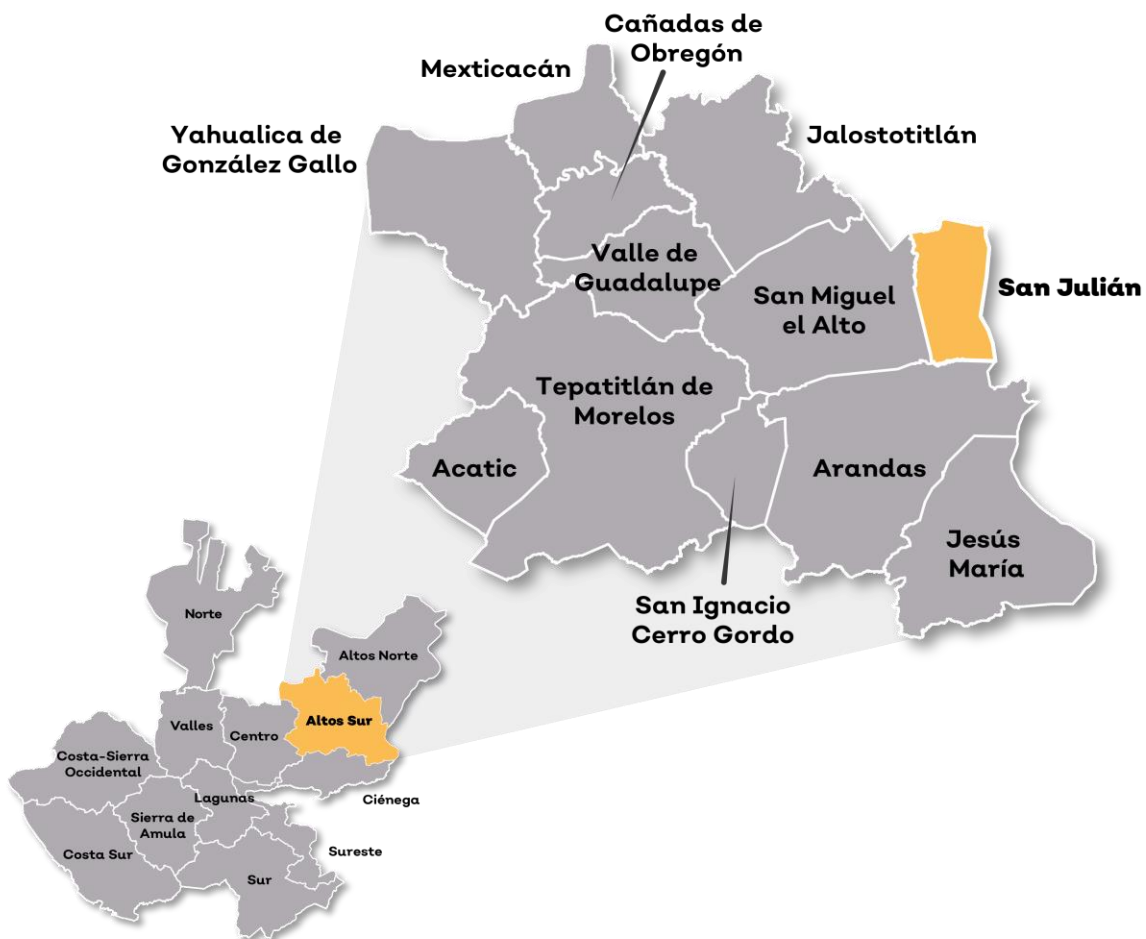 Cañadas de
Obregón
Mexticacán
Yahualica de
González Gallo
Jalostotitlán
Valle de
Guadalupe
San Miguel
el Alto
San Julián
Tepatitlán de
Morelos
Acatic
Arandas
Jesús
María
San Ignacio
Cerro Gordo
Norte
Altos Norte
Altos Sur
Valles
Centro
Costa-Sierra
Occidental
Lagunas
Ciénega
Sierra de
Amula
Costa Sur
Sureste
Sur